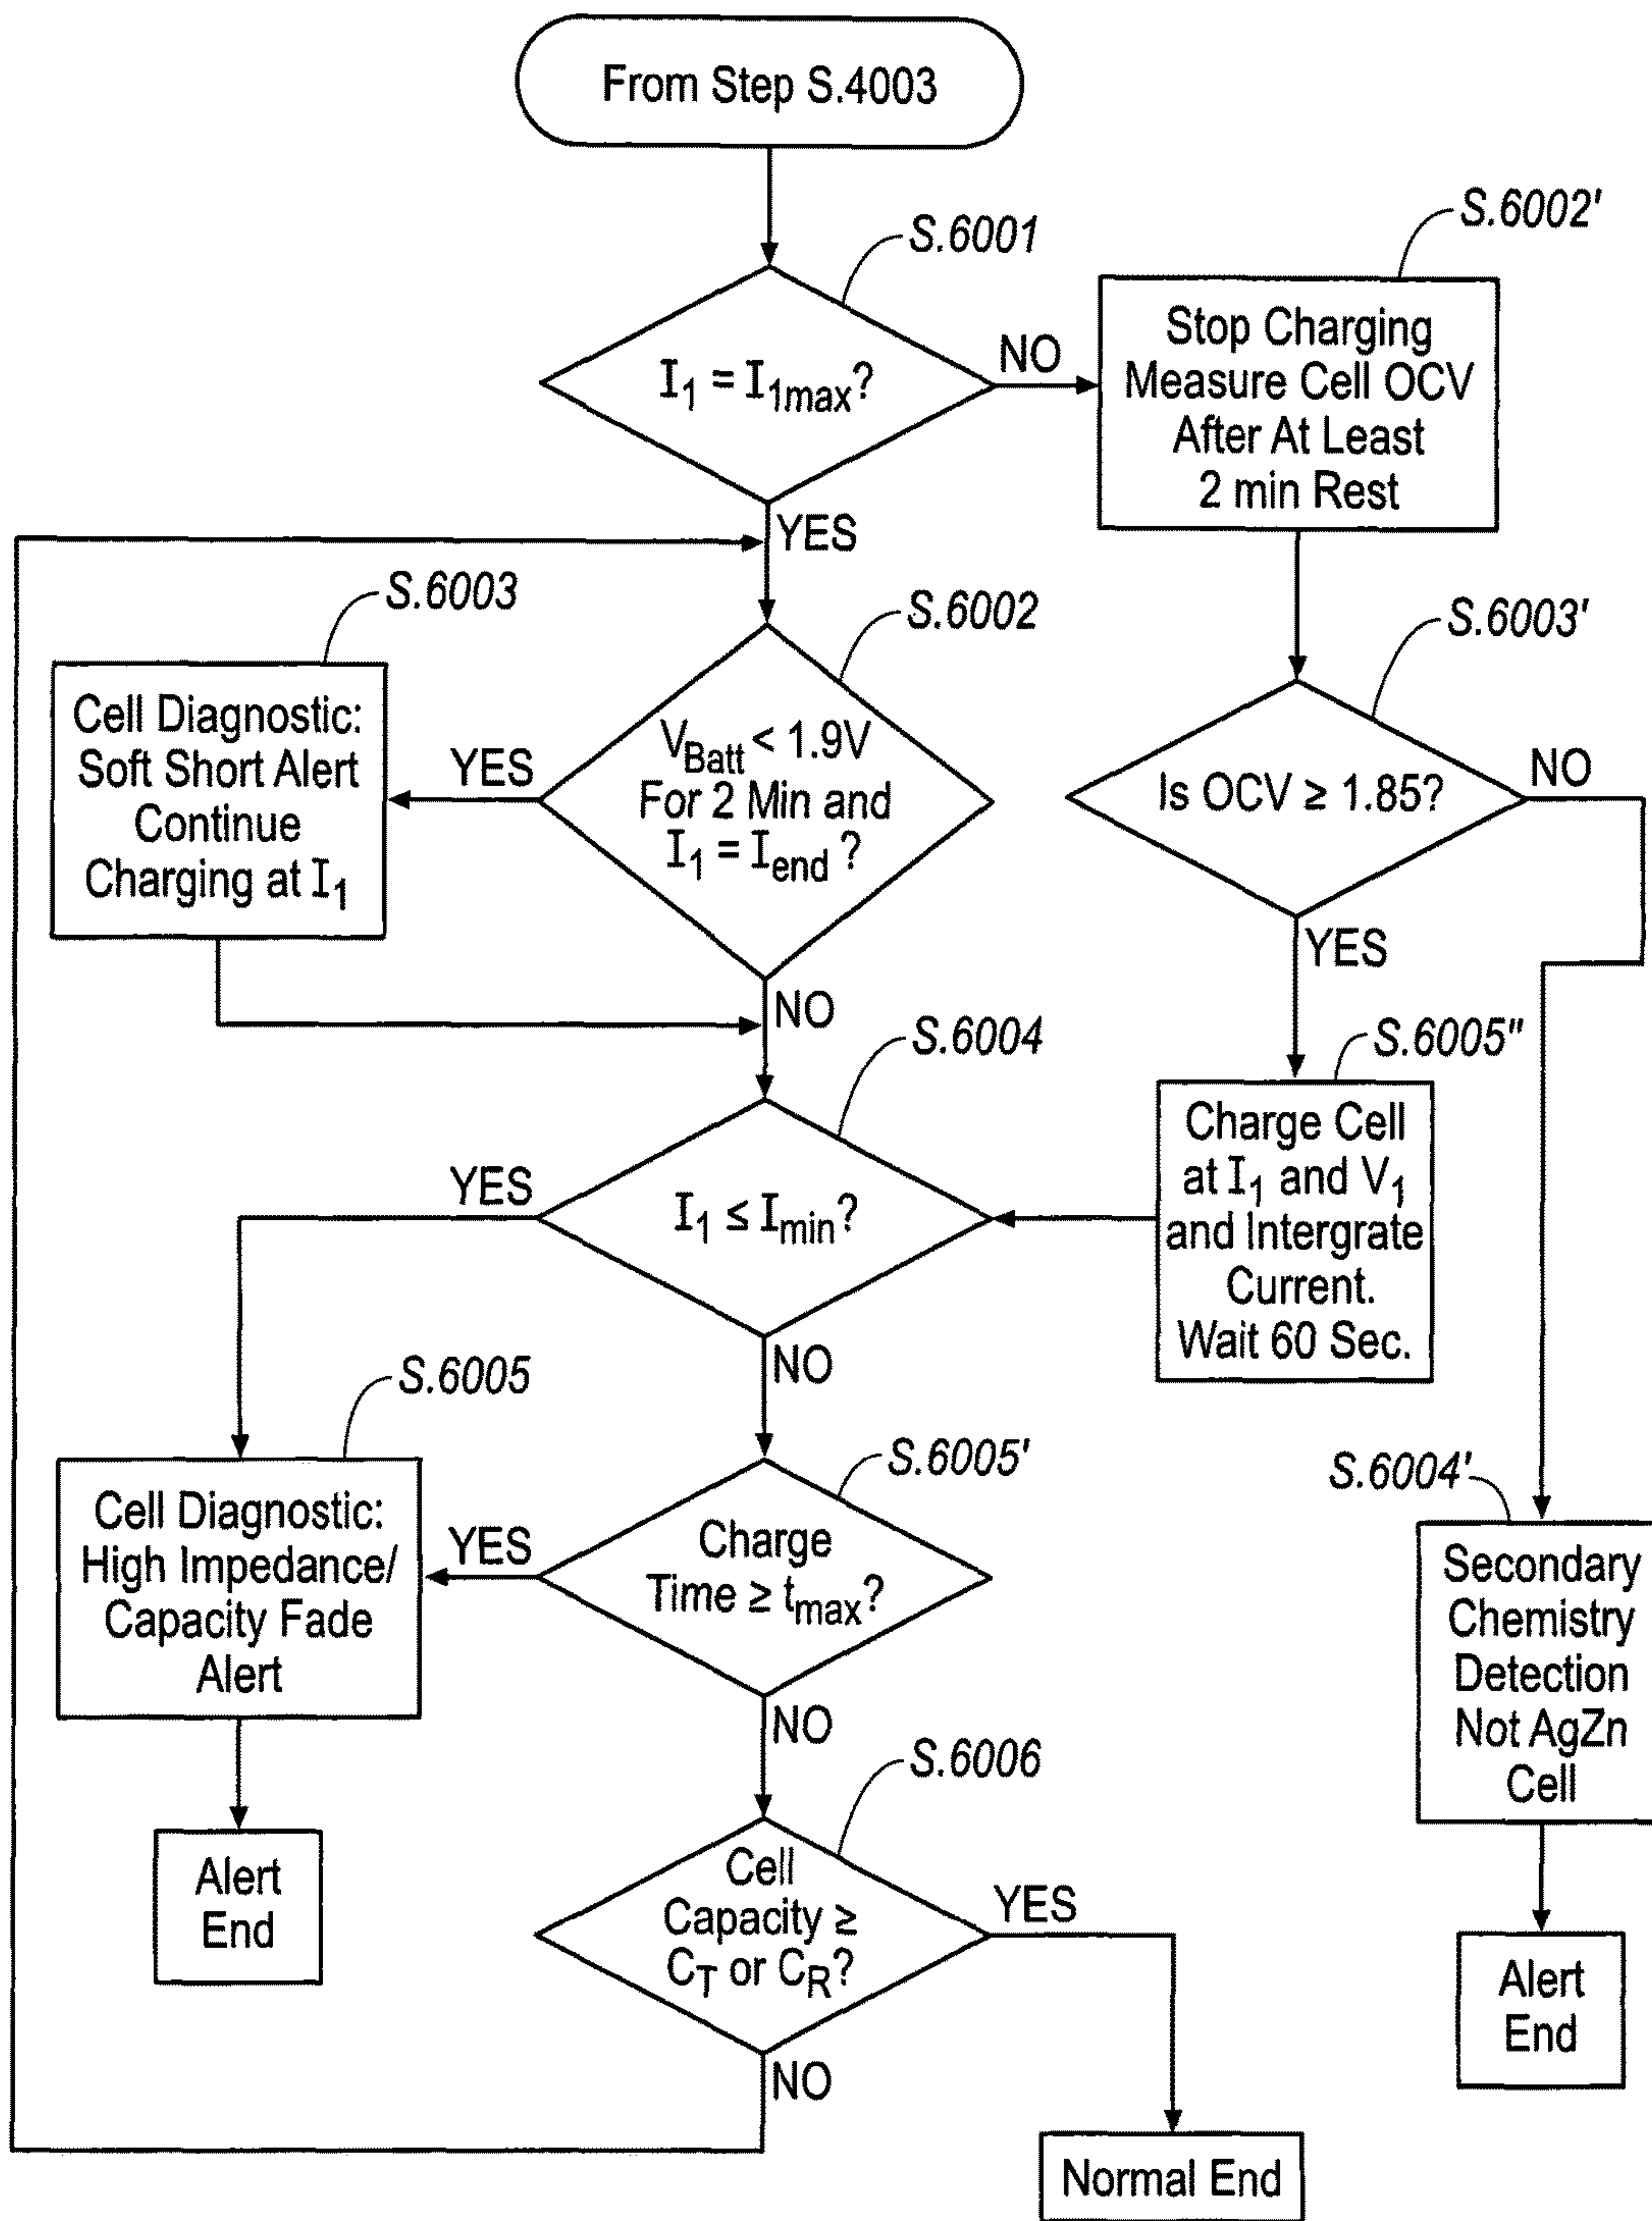 From Step S.4003
S.6001
I1 = I1max?
NO
YES
S.6002'
Stop Charging
Measure Cell OCV
After At Least
2 min Rest
S.6003
Cell Diagnostic:
Soft Short Alert
Continue
Charging at I1
YES
S.6002
VBatt < 1.9V
For 2 Min and
I1 = Iend ?
NO
S.6003'
Is OCV ≥ 1.85?
NO
YES
S.6004
I1 ≤ Imin?
YES
NO
S.6005"
Charge Cell
at I1 and V1
and Intergrate
Current.
Wait 60 Sec.
S.6005
Cell Diagnostic:
High Impedance/
Capacity Fade
Alert
YES
S.6005'
Charge
Time ≥ tmax?
NO
S.6004'
Secondary
Chemistry
Detection
Not AgZn
Cell
Alert
End
S.6006
Cell
Capacity ≥
CT or CR?
YES
NO
Alert
End
Normal End